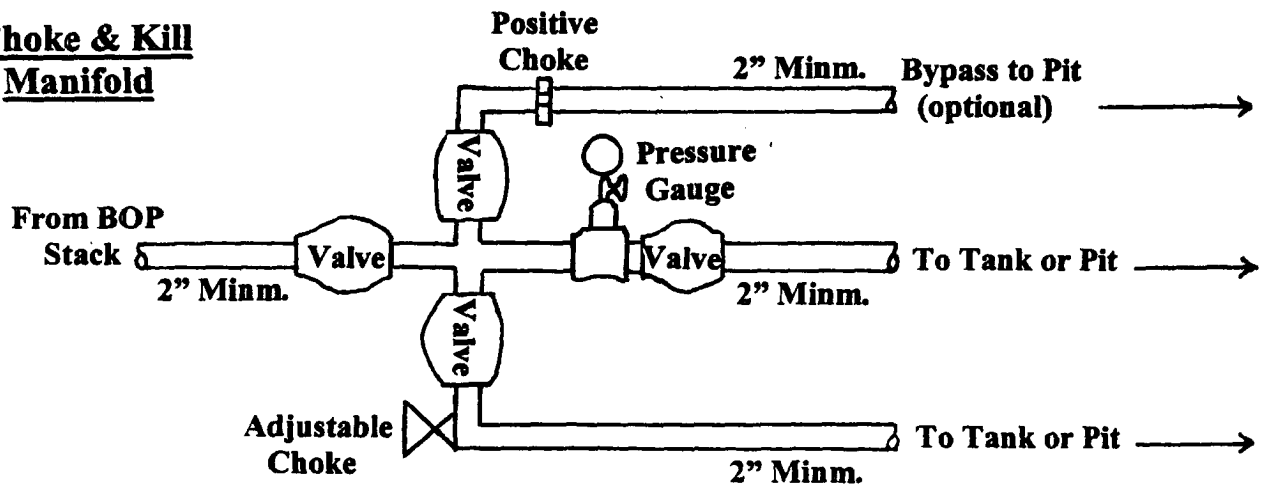 hoke & Kill
Manifold
Positive
Choke
2” Minm.
Bypass to Pit
(optional)
Valve
Pressure
Gauge
From BOP
Stack
Valve
Valve
To Tank or Pit
2” Minm.
2” Minm.
Valve
Adjustable
Choke
To Tank or Pit
2” Minm.